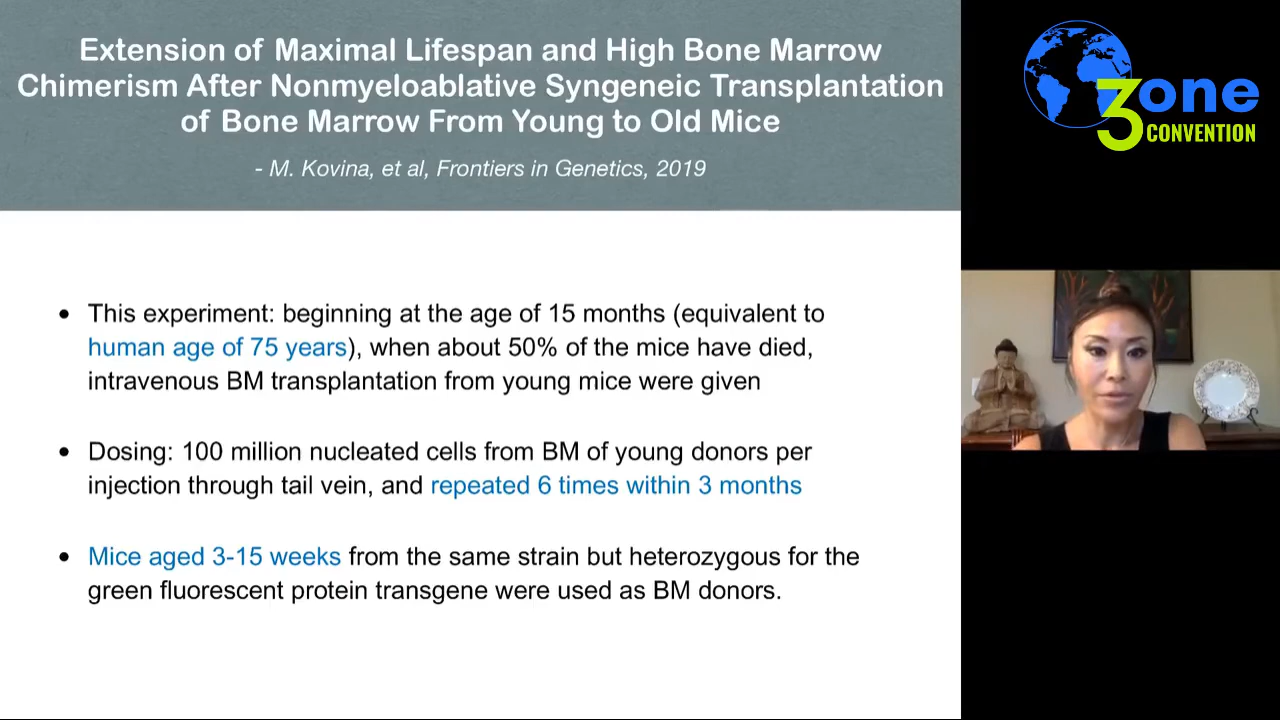 Extension of Maximal Lifespan and High Bone Marrow
Chimerism After Nonmyeloablative Syngeneic Transplantation
of Bone Marrow From Young to Old Mice
- M. Kovina, et al, Frontiers in Genetics, 2019
3one
CONVENTION
• This experiment: beginning at the age of 15 months (equivalent to
human age of 75 years), when about 50% of the mice have died,
intravenous BM transplantation from young mice were given
• Dosing: 100 million nucleated cells from BM of young donors per
injection through tail vein, and repeated 6 times within 3 months
• Mice aged 3-15 weeks from the same strain but heterozygous for the
green fluorescent protein transgene were used as BM donors.